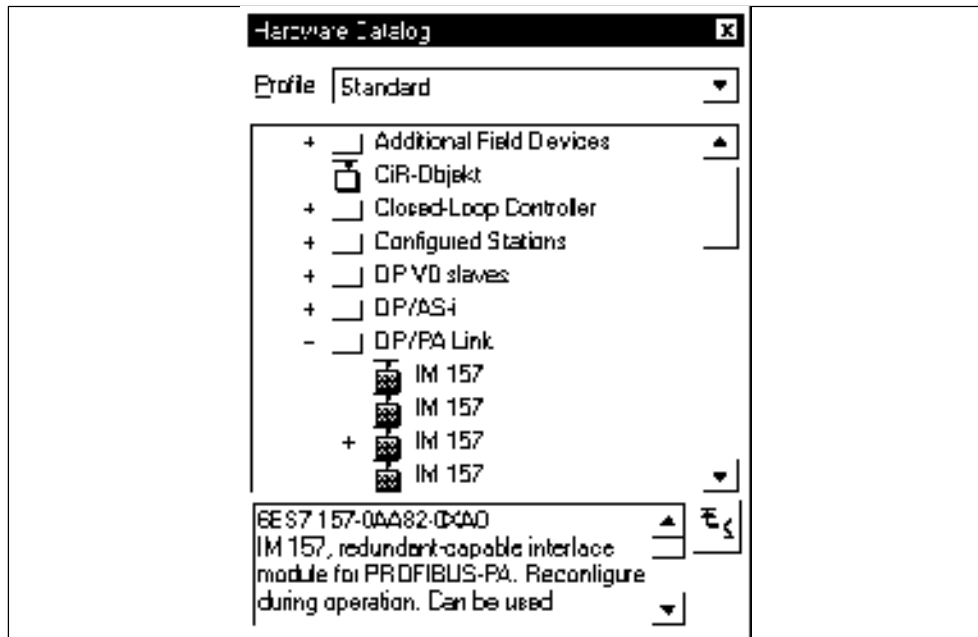 Hardware Catalog
Profile Standard
+ Additional Field Devices
CiR-Objekt
+ Closed-Loop Controller
+ Configured Stations
+ DP V0 slaves
+ DP/AS-i
- DP/PA Link
IM 157
IM 157
+ IM 157
IM 157
6ES7 157-0AA82-0XA0
IM 157, redundant-capable interface
module for PROFIBUS-PA. Reconfigure
during operation. Can be used